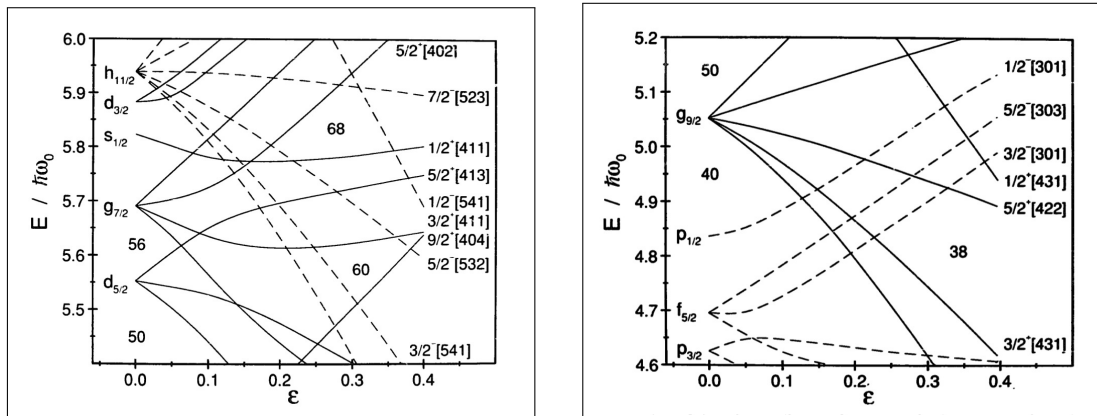 6.0
5.9
5.8
5.7
5.6
5.5
E / ħω₀
h11/2
d3/2
s1/2
g7/2
56
d5/2
50
68
60
5/2⁺[402]
7/2⁻[523]
1/2⁺[411]
5/2⁺[413]
1/2⁻[541]
3/2⁺[411]
9/2⁺[404]
5/2⁻[532]
3/2⁻[541]
0.0 0.1 0.2 0.3 0.4
ε
5.2
5.1
5.0
4.9
4.8
4.7
4.6
E / ħω₀
50
g9/2
40
p1/2
f5/2
p3/2
38
1/2⁻[301]
5/2⁻[303]
3/2⁻[301]
1/2⁺[431]
5/2⁺[422]
3/2⁺[431]
0.0 0.1 0.2 0.3 0.4
ε